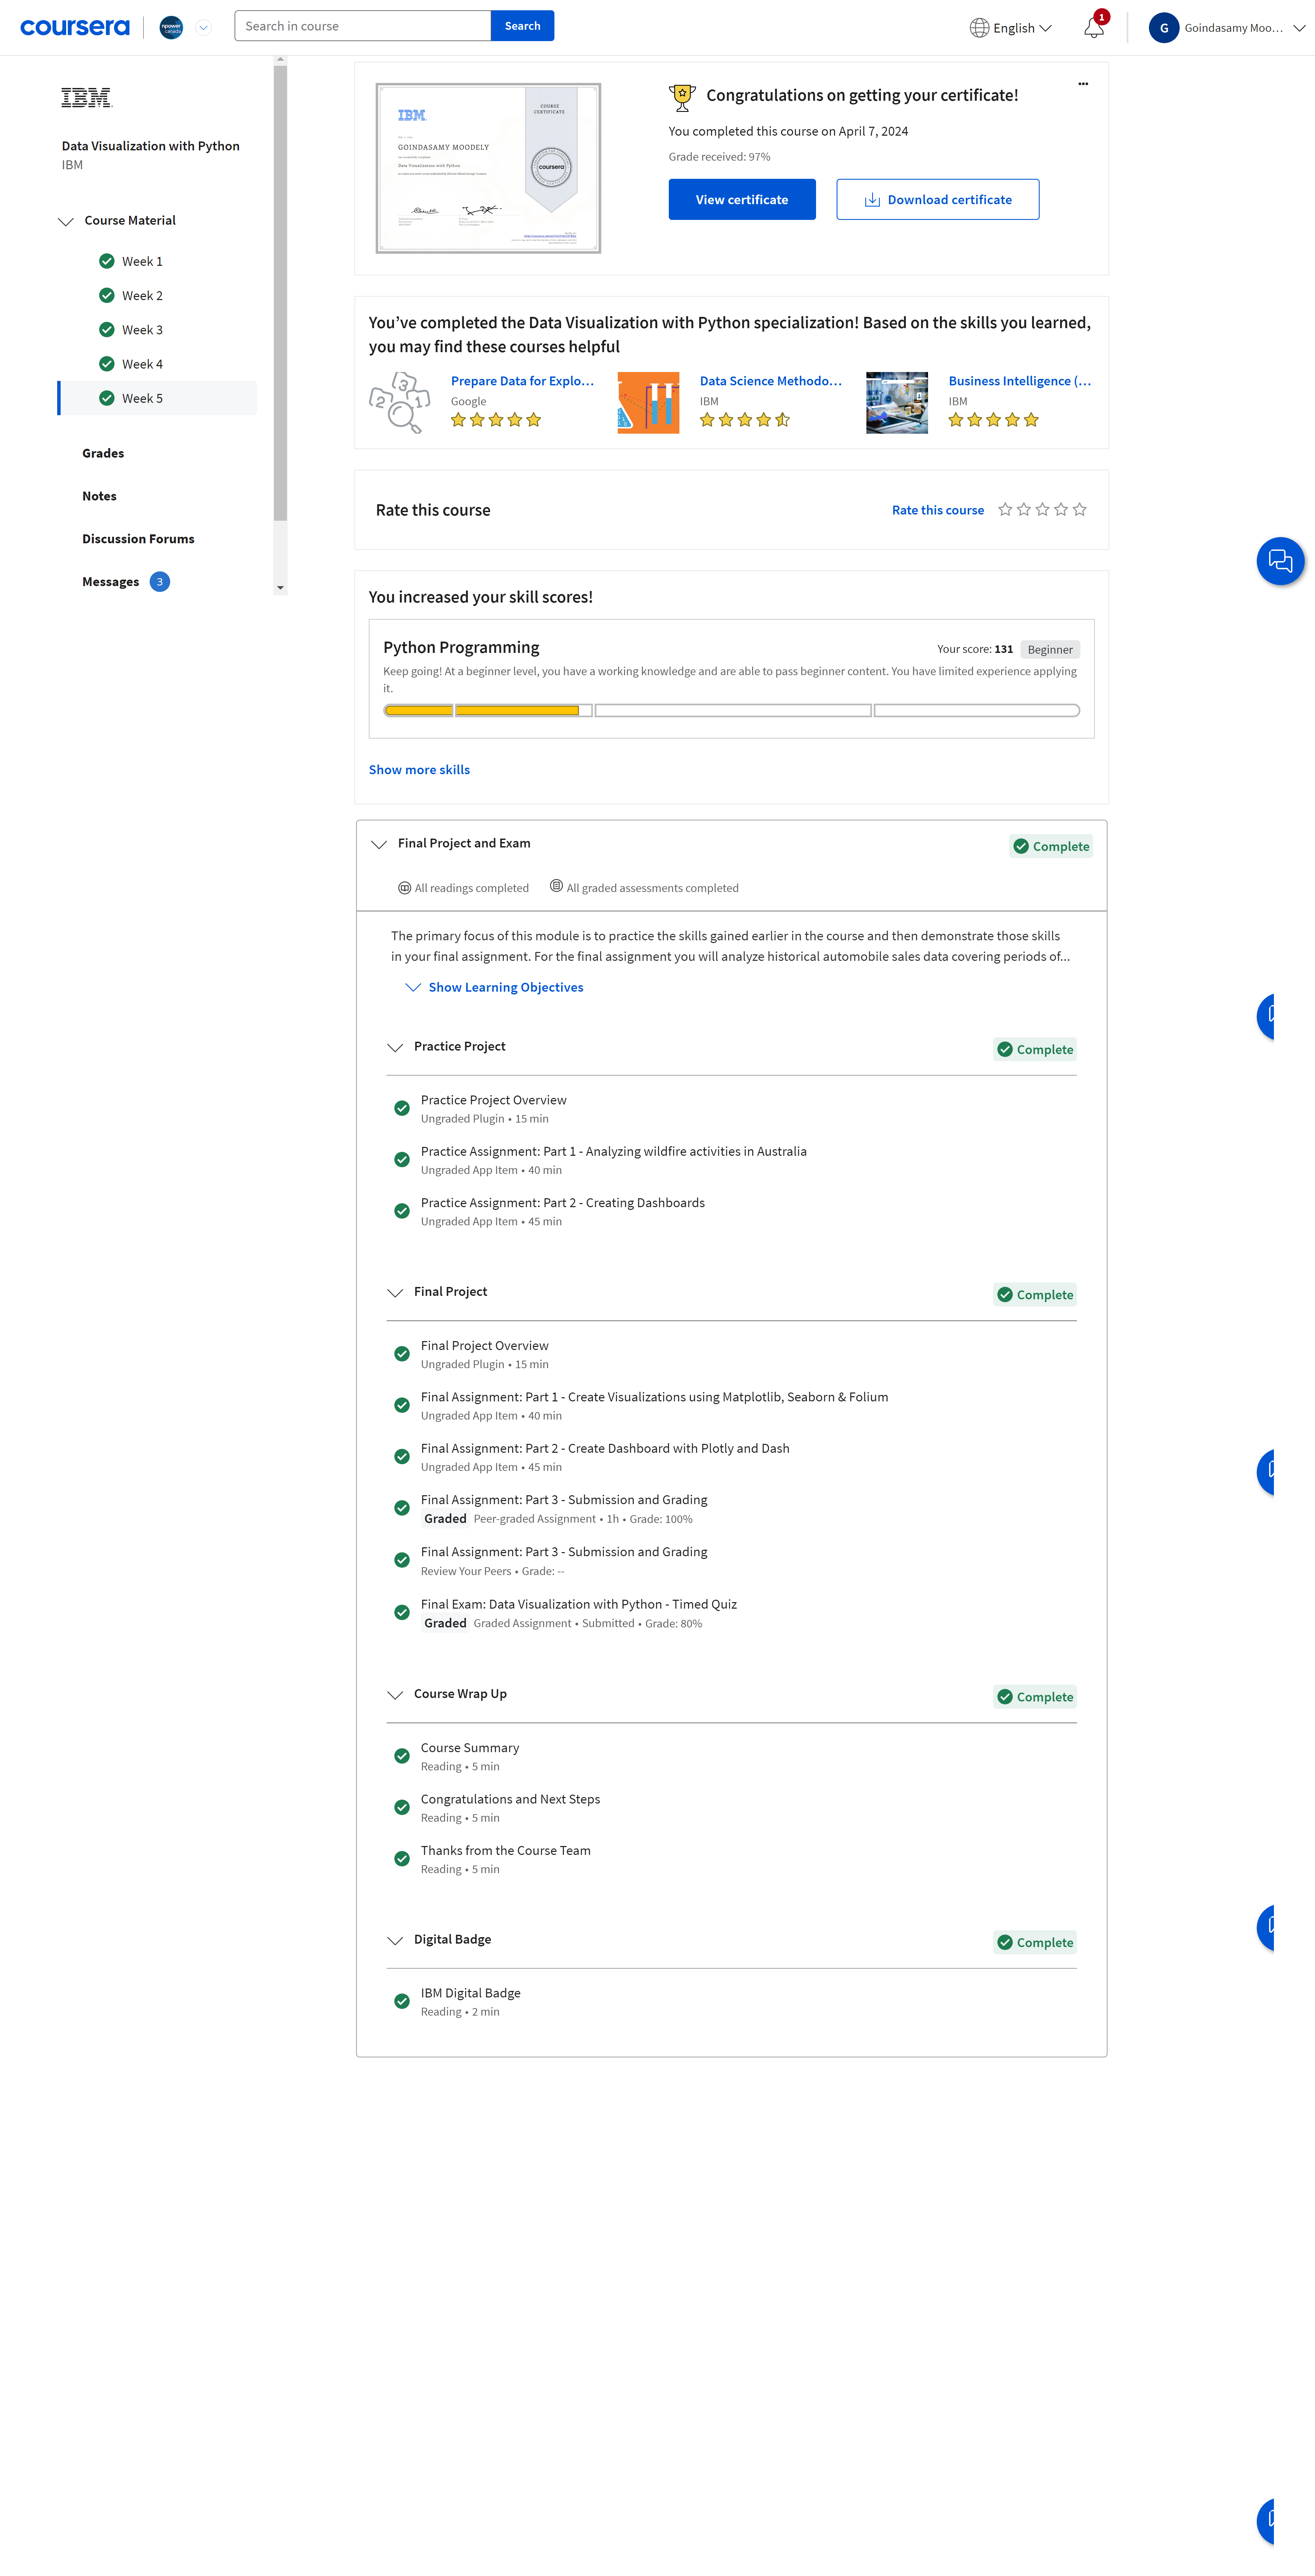 coursera
npower
canada
Search in course
Search
English
1
G
Goindasamy Moo...
IBM
Data Visualization with Python
IBM
Course Material
Week 1
Week 2
Week 3
Week 4
Week 5
Grades
Notes
Discussion Forums
Messages 3
IBM
COURSE
CERTIFICATE
GOINDASAMY MOODELY
Data Visualization with Python
coursera
Congratulations on getting your certificate!
You completed this course on April 7, 2024
Grade received: 97%
View certificate
Download certificate
You’ve completed the Data Visualization with Python specialization! Based on the skills you learned,
you may find these courses helpful
3
2
1
Prepare Data for Explo...
Google
Data Science Methodo...
IBM
Business Intelligence (...
IBM
Rate this course
Rate this course
You increased your skill scores!
Python Programming
Your score: 131 Beginner
Keep going! At a beginner level, you have a working knowledge and are able to pass beginner content. You have limited experience applying
it.
Show more skills
Final Project and Exam
Complete
All readings completed
All graded assessments completed
The primary focus of this module is to practice the skills gained earlier in the course and then demonstrate those skills
in your final assignment. For the final assignment you will analyze historical automobile sales data covering periods of...
Show Learning Objectives
Practice Project
Complete
Practice Project Overview
Ungraded Plugin • 15 min
Practice Assignment: Part 1 - Analyzing wildfire activities in Australia
Ungraded App Item • 40 min
Practice Assignment: Part 2 - Creating Dashboards
Ungraded App Item • 45 min
Final Project
Complete
Final Project Overview
Ungraded Plugin • 15 min
Final Assignment: Part 1 - Create Visualizations using Matplotlib, Seaborn & Folium
Ungraded App Item • 40 min
Final Assignment: Part 2 - Create Dashboard with Plotly and Dash
Ungraded App Item • 45 min
Final Assignment: Part 3 - Submission and Grading
Graded Peer-graded Assignment • 1h • Grade: 100%
Final Assignment: Part 3 - Submission and Grading
Review Your Peers • Grade: --
Final Exam: Data Visualization with Python - Timed Quiz
Graded Graded Assignment • Submitted • Grade: 80%
Course Wrap Up
Complete
Course Summary
Reading • 5 min
Congratulations and Next Steps
Reading • 5 min
Thanks from the Course Team
Reading • 5 min
Digital Badge
Complete
IBM Digital Badge
Reading • 2 min